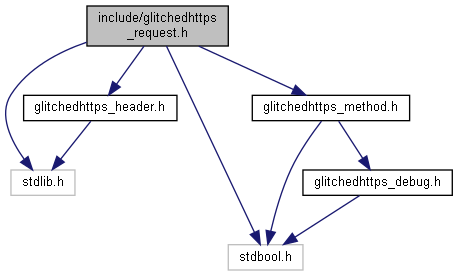 include/glitchedhttps
_request.h
glitchedhttps_header.h
glitchedhttps_method.h
stdlib.h
glitchedhttps_debug.h
stdbool.h